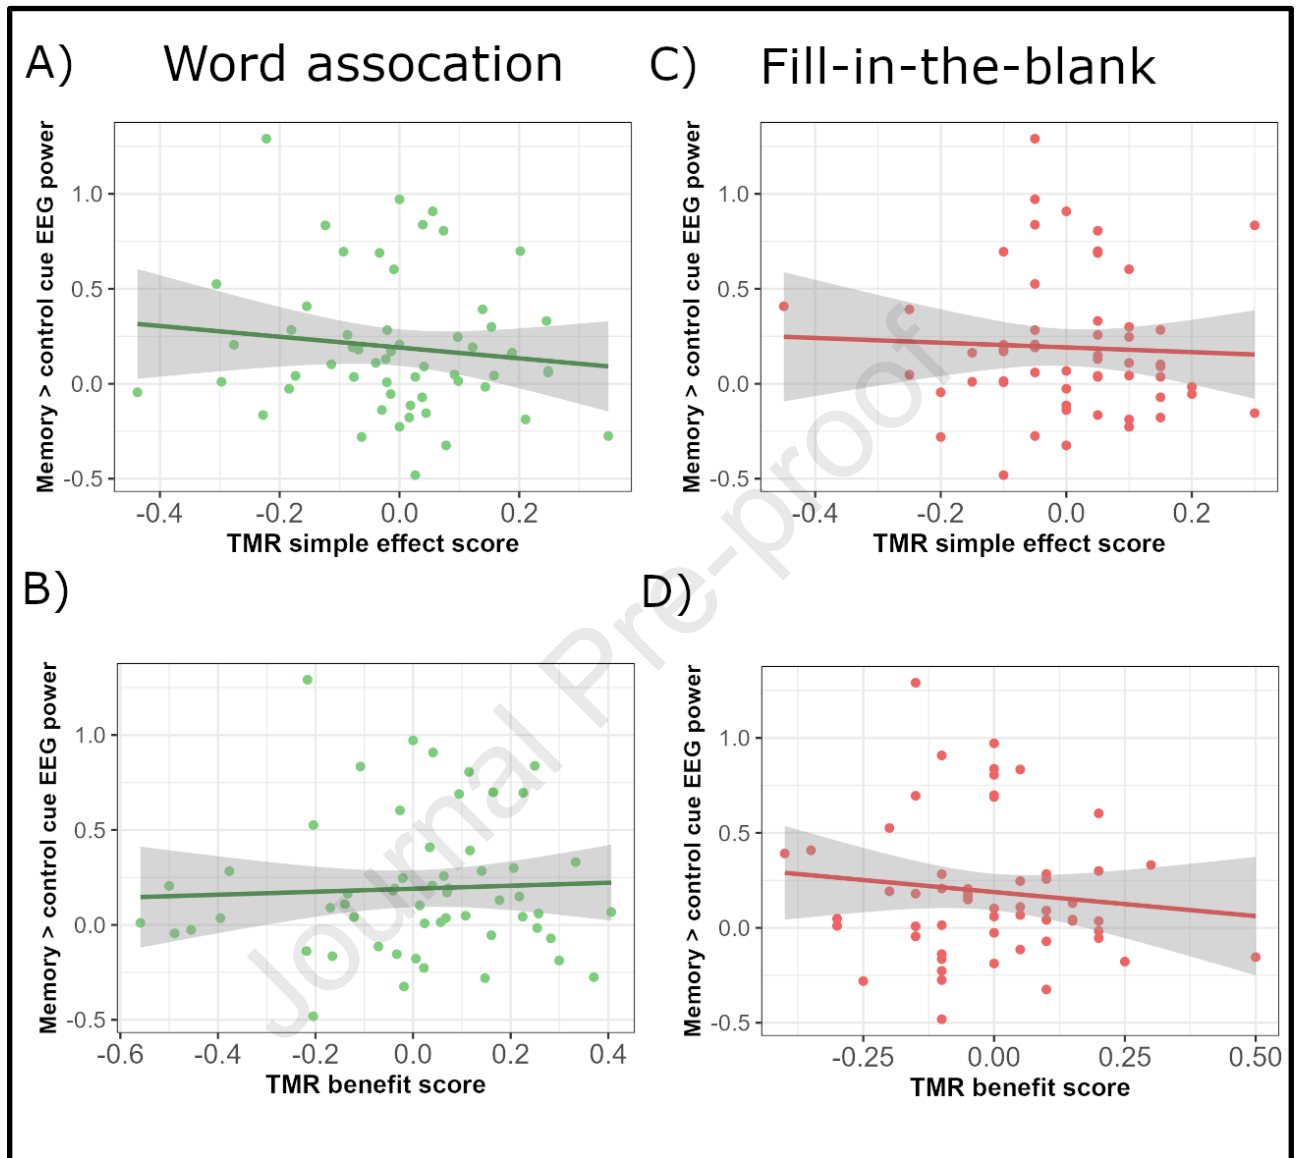 A) Word assocation
C) Fill-in-the-blank
Memory > control cue EEG power
1.0
0.5
0.0
-0.5
-0.4 -0.2 0.0 0.2
TMR simple effect score
Memory > control cue EEG power
1.0
0.5
0.0
-0.5
-0.4 -0.2 0.0 0.2
TMR simple effect score
B)
D)
Memory > control cue EEG power
1.0
0.5
0.0
-0.5
-0.6 -0.4 -0.2 0.0 0.2 0.4
TMR benefit score
Memory > control cue EEG power
1.0
0.5
0.0
-0.5
-0.25 0.00 0.25 0.50
TMR benefit score
Journal Pre-proof